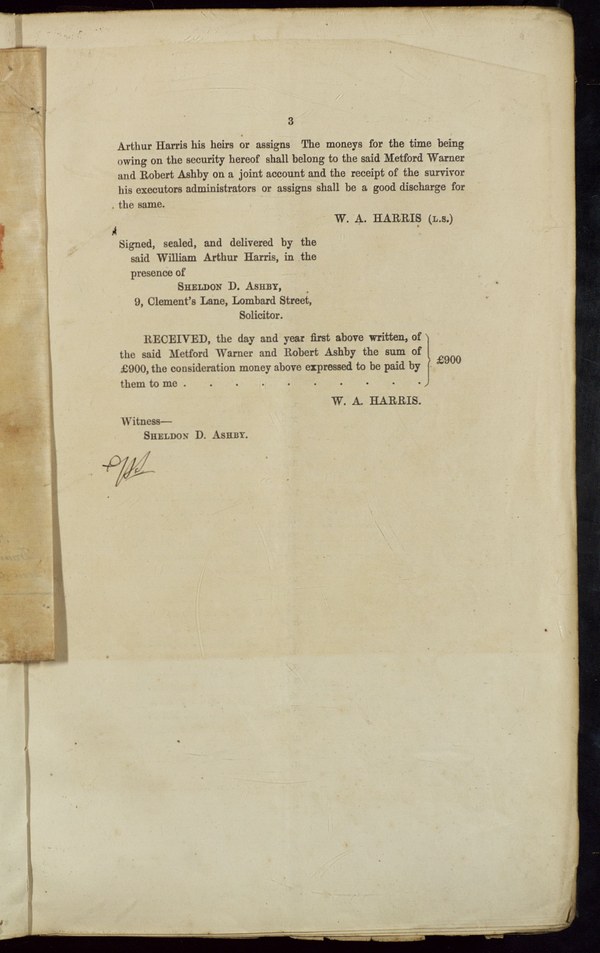 3
Arthur Harris his heirs or assigns The moneys for the time being
owing on the security hereof shall belong to the said Metford Warner
and Robert Ashby on a joint account and the receipt of the survivor
his executors administrators or assigns shall be a good discharge for
the same.
W. A. HARRIS (L.S.)
Signed, sealed, and delivered by the
said William Arthur Harris, in the
presence of
SHELDON D. ASHBY,
9, Clement's Lane, Lombard Street,
Solicitor.
RECEIVED, the day and year first above written, of
the said Metford Warner and Robert Ashby the sum of
£900, the consideration money above expressed to be paid by
them to me . . . . . . . . . .
£900
W. A. HARRIS.
Witness—
SHELDON D. ASHBY.